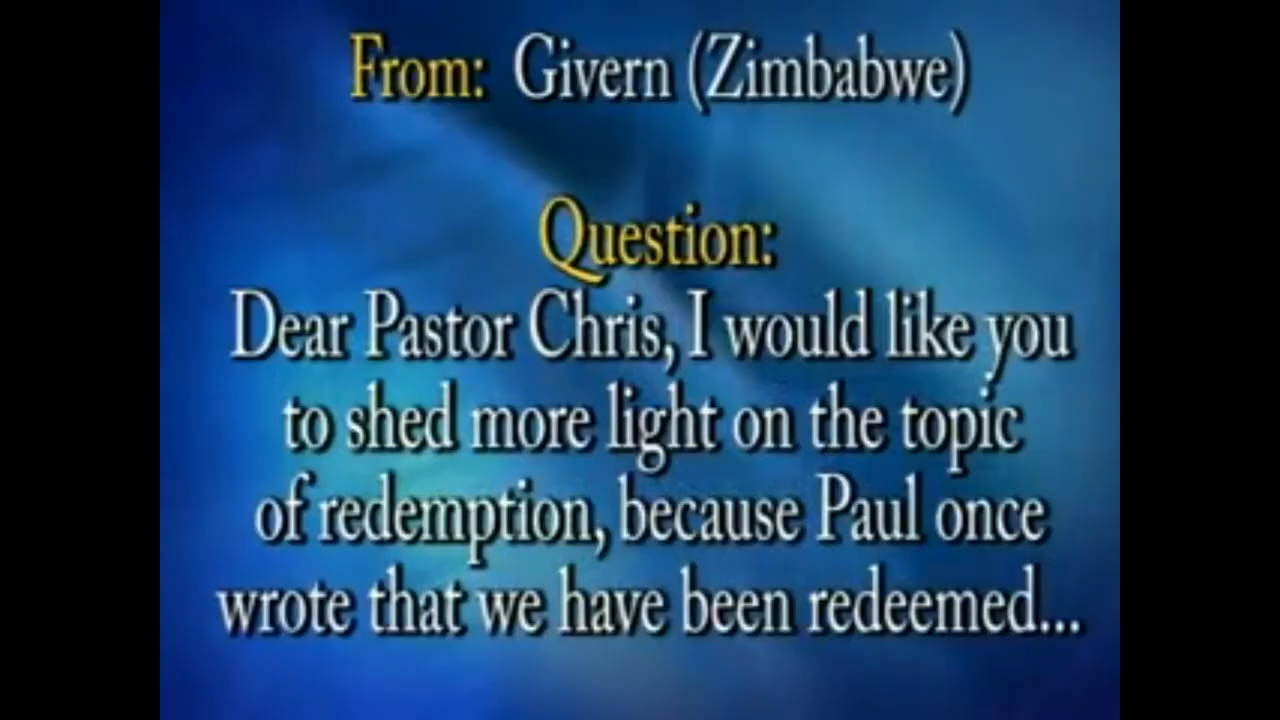 From: Givern (Zimbabwe)
Question:
Dear Pastor Chris, I would like you
to shed more light on the topic
of redemption, because Paul once
wrote that we have been redeemed...